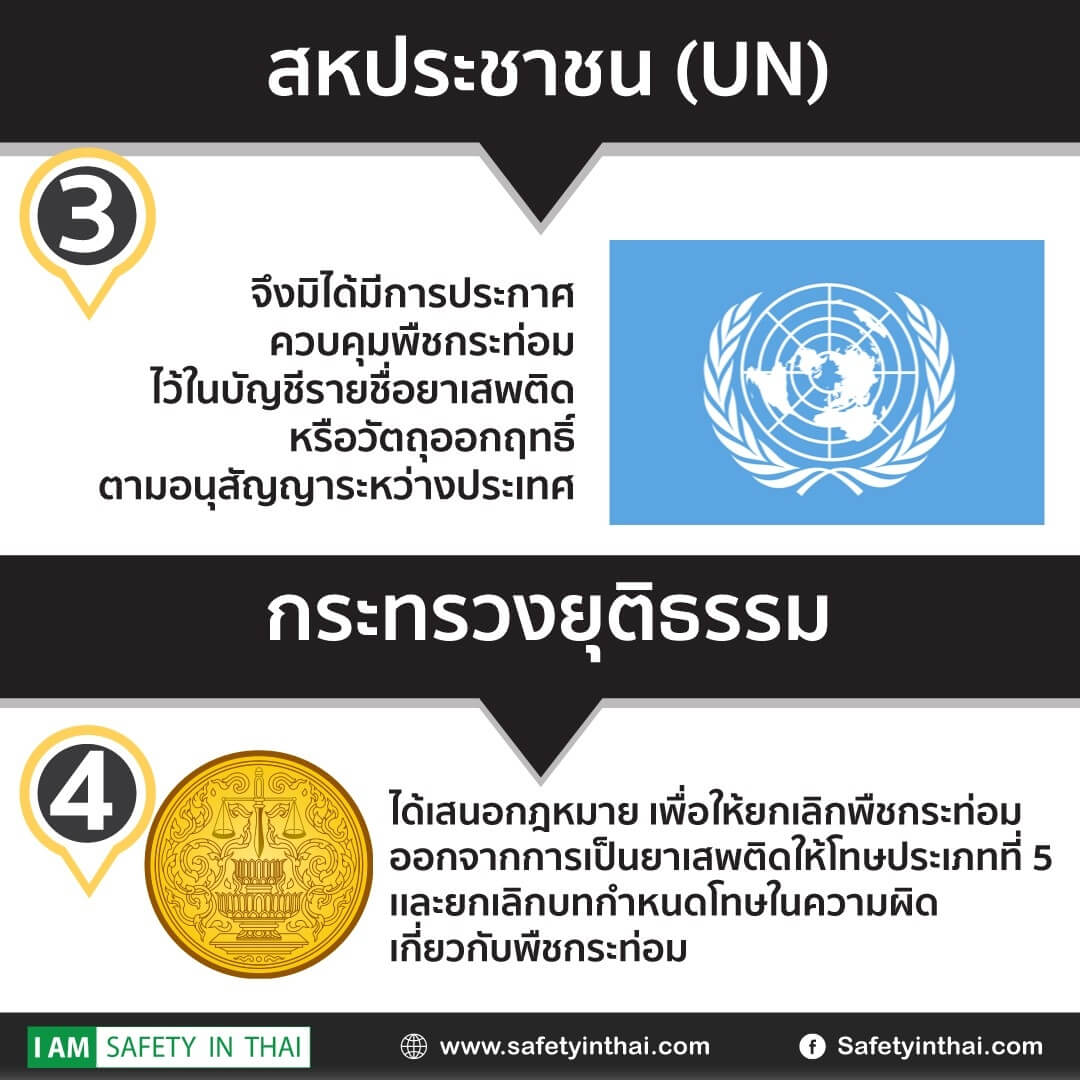 สหประชาชน (UN)
3
จึงมิได้มีการประกาศ
ควบคุมพืชกระท่อม
ไว้ในบัญชีรายชื่อยาเสพติด
หรือวัตถุออกฤทธิ์
ตามอนุสัญญาระหว่างประเทศ
กระทรวงยุติธรรม
4
ได้เสนอกฎหมาย เพื่อให้ยกเลิกพืชกระท่อม
ออกจากการเป็นยาเสพติดให้โทษประเภทที่ 5
และยกเลิกบทกำหนดโทษในความผิด
เกี่ยวกับพืชกระท่อม
I AM SAFETY IN THAI
www.safetyinthai.com
Safetyinthai.com